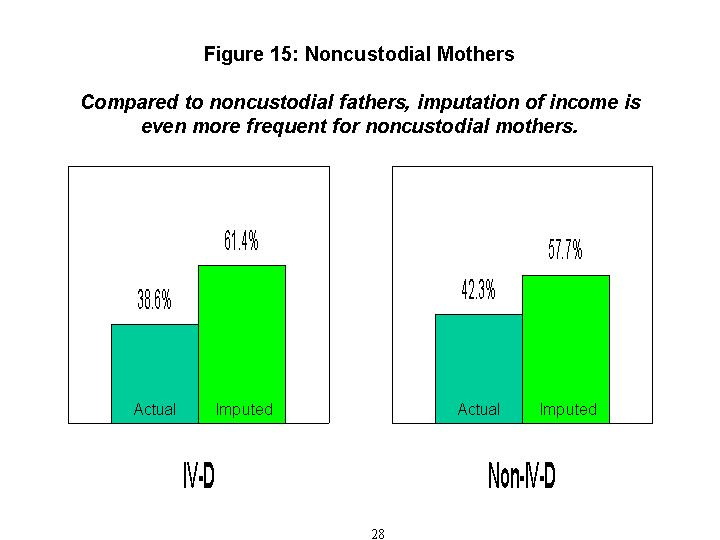 Figure 15: Noncustodial Mothers
Compared to noncustodial fathers, imputation of income is
even more frequent for noncustodial mothers.
61.4%
38.6%
Actual
Imputed
IV-D
57.7%
42.3%
Actual
Imputed
Non-IV-D
28